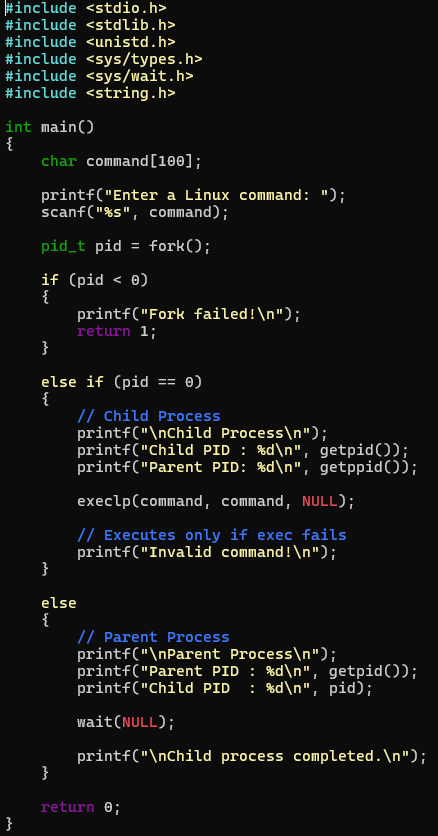 #include <stdio.h>
#include <stdlib.h>
#include <unistd.h>
#include <sys/types.h>
#include <sys/wait.h>
#include <string.h>

int main()
{
    char command[100];

    printf("Enter a Linux command: ");
    scanf("%s", command);

    pid_t pid = fork();

    if (pid < 0)
    {
        printf("Fork failed!\n");
        return 1;
    }

    else if (pid == 0)
    {
        // Child Process
        printf("\nChild Process\n");
        printf("Child PID : %d\n", getpid());
        printf("Parent PID: %d\n", getppid());

        execlp(command, command, NULL);

        // Executes only if exec fails
        printf("Invalid command!\n");
    }

    else
    {
        // Parent Process
        printf("\nParent Process\n");
        printf("Parent PID : %d\n", getpid());
        printf("Child PID  : %d\n", pid);

        wait(NULL);

        printf("\nChild process completed.\n");
    }

    return 0;
}